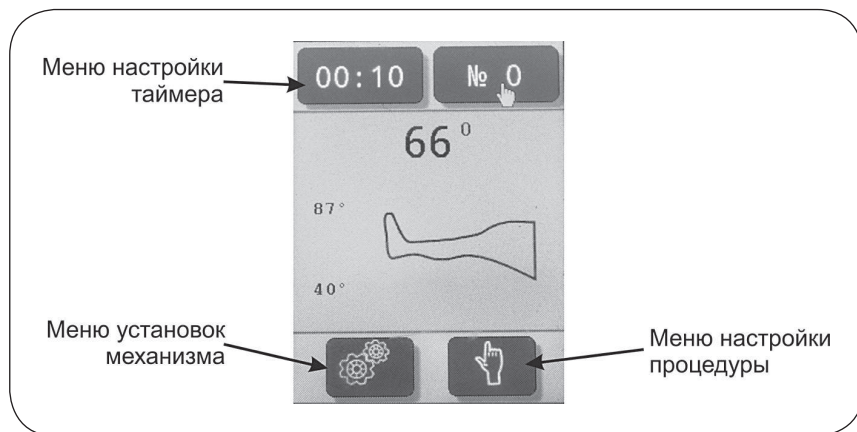 Меню настройки
таймера
00:10
№ 0
66°
87°
40°
Меню установок
механизма
Меню настройки
процедуры